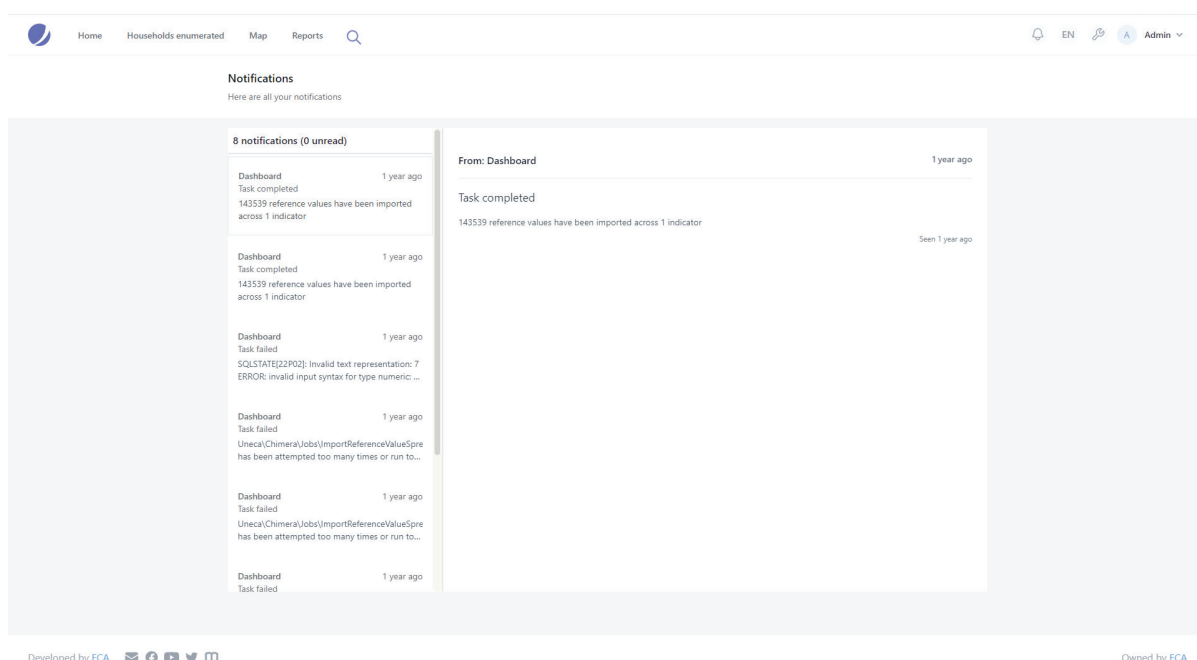 Home Households enumerated Map Reports
EN A Admin
Notifications
Here are all your notifications
8 notifications (0 unread)
Dashboard 1 year ago
Task completed
143539 reference values have been imported
across 1 indicator
Dashboard 1 year ago
Task completed
143539 reference values have been imported
across 1 indicator
Dashboard 1 year ago
Task failed
SQLSTATE[22P02]: Invalid text representation: 7
ERROR: invalid input syntax for type numeric: ...
Dashboard 1 year ago
Task failed
Uneca\Chimera\Jobs\ImportReferenceValueSpre
has been attempted too many times or run to...
Dashboard 1 year ago
Task failed
Uneca\Chimera\Jobs\ImportReferenceValueSpre
has been attempted too many times or run to...
Dashboard 1 year ago
Task failed
From: Dashboard 1 year ago
Task completed
143539 reference values have been imported across 1 indicator
Seen 1 year ago
Developed by ECA
Owned by ECA